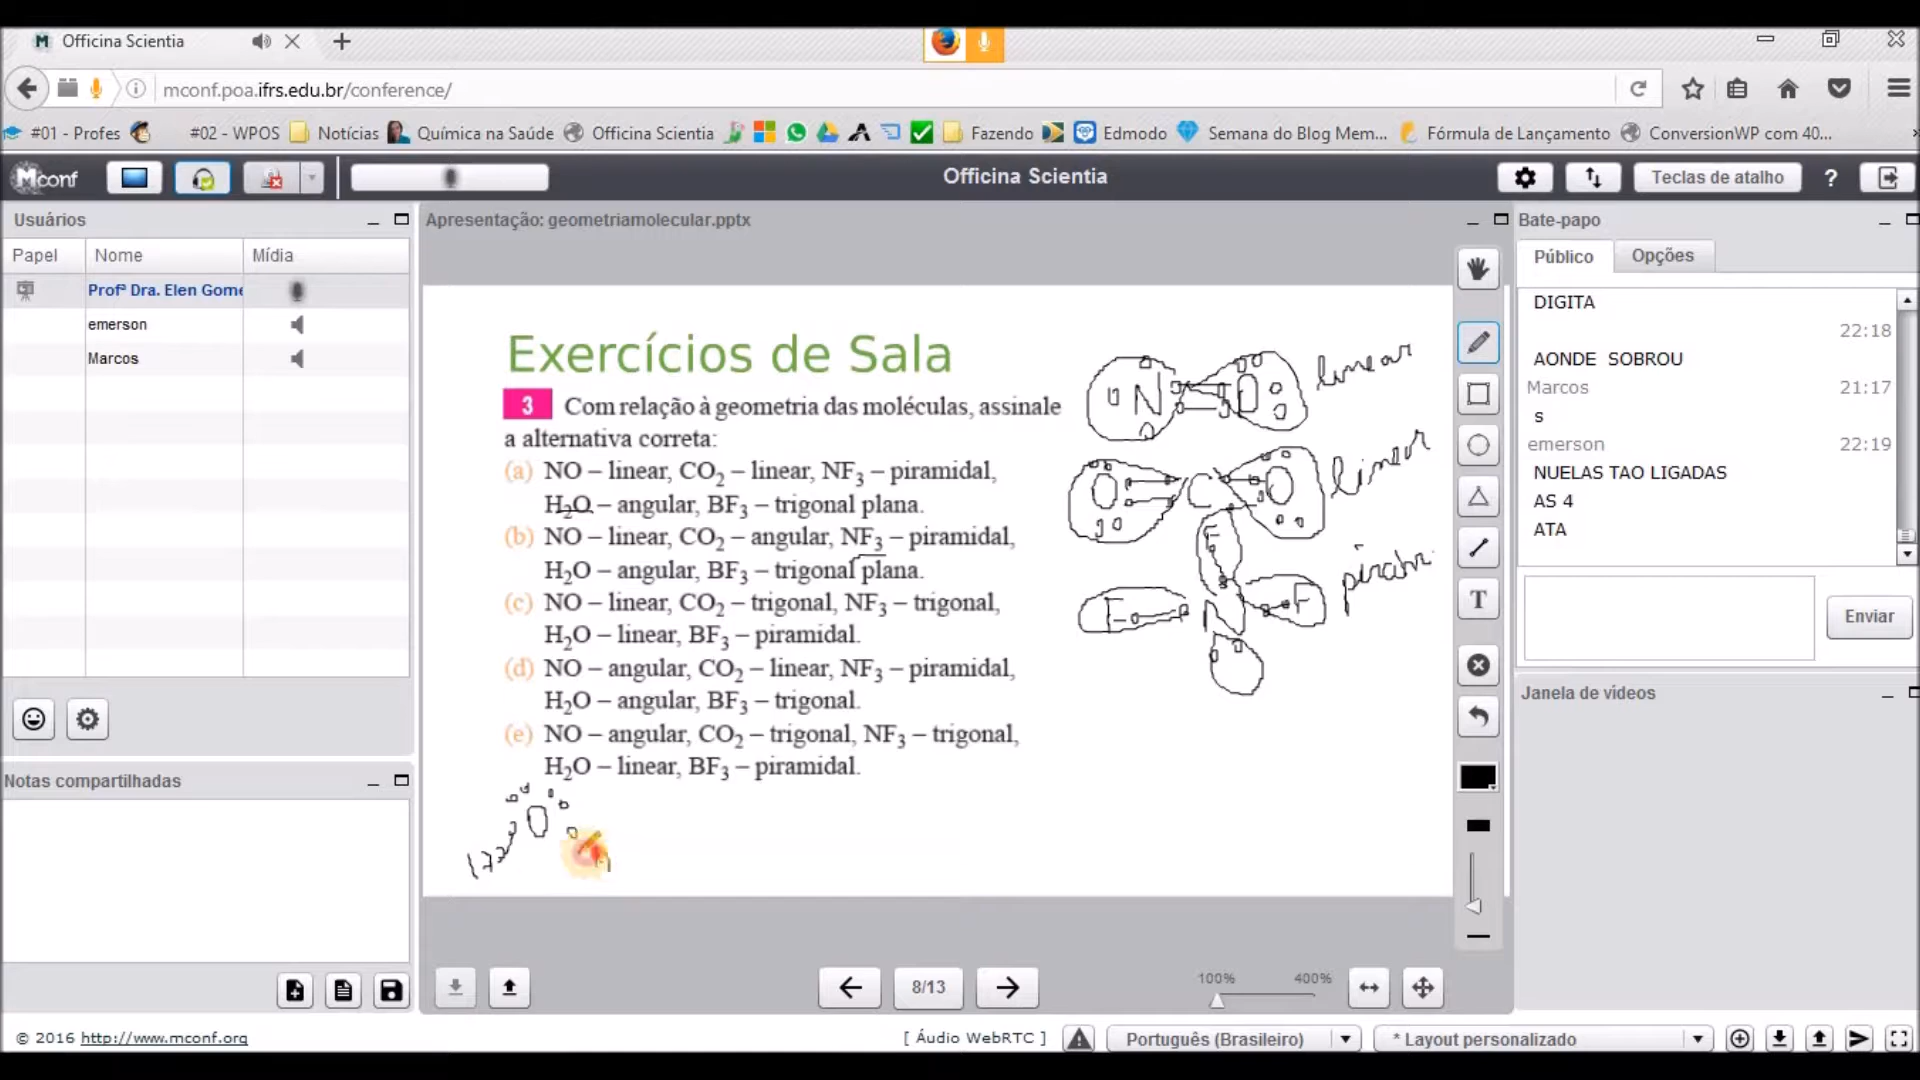 Officina Scientia
mconf.poa.ifrs.edu.br/conference/
#01 - Profes
#02 - WPOS
Notícias
Química na Saúde
Officina Scientia
Fazendo
Edmodo
Semana do Blog Mem...
Fórmula de Lançamento
ConversionWP com 40...
Mconf
Officina Scientia
Teclas de atalho
?
Usuários
Papel
Nome
Mídia
Profª Dra. Elen Gome
emerson
Marcos
Notas compartilhadas
Apresentação: geometriamolecular.pptx
Exercícios de Sala
3 Com relação à geometria das moléculas, assinale
a alternativa correta:
(a) NO – linear, CO₂ – linear, NF₃ – piramidal,
H₂O – angular, BF₃ – trigonal plana.
(b) NO – linear, CO₂ – angular, NF₃ – piramidal,
H₂O – angular, BF₃ – trigonal plana.
(c) NO – linear, CO₂ – trigonal, NF₃ – trigonal,
H₂O – linear, BF₃ – piramidal.
(d) NO – angular, CO₂ – linear, NF₃ – piramidal,
H₂O – angular, BF₃ – trigonal.
(e) NO – angular, CO₂ – trigonal, NF₃ – trigonal,
H₂O – linear, BF₃ – piramidal.
N O linear
O C O linear
F
F N F
O
T
8/13
100%
400%
Bate-papo
Público
Opções
DIGITA
22:18
AONDE SOBROU
Marcos 21:17
s
emerson 22:19
NUELAS TAO LIGADAS
AS 4
ATA
Enviar
Janela de vídeos
© 2016 http://www.mconf.org
[ Áudio WebRTC ]
Português (Brasileiro)
* Layout personalizado